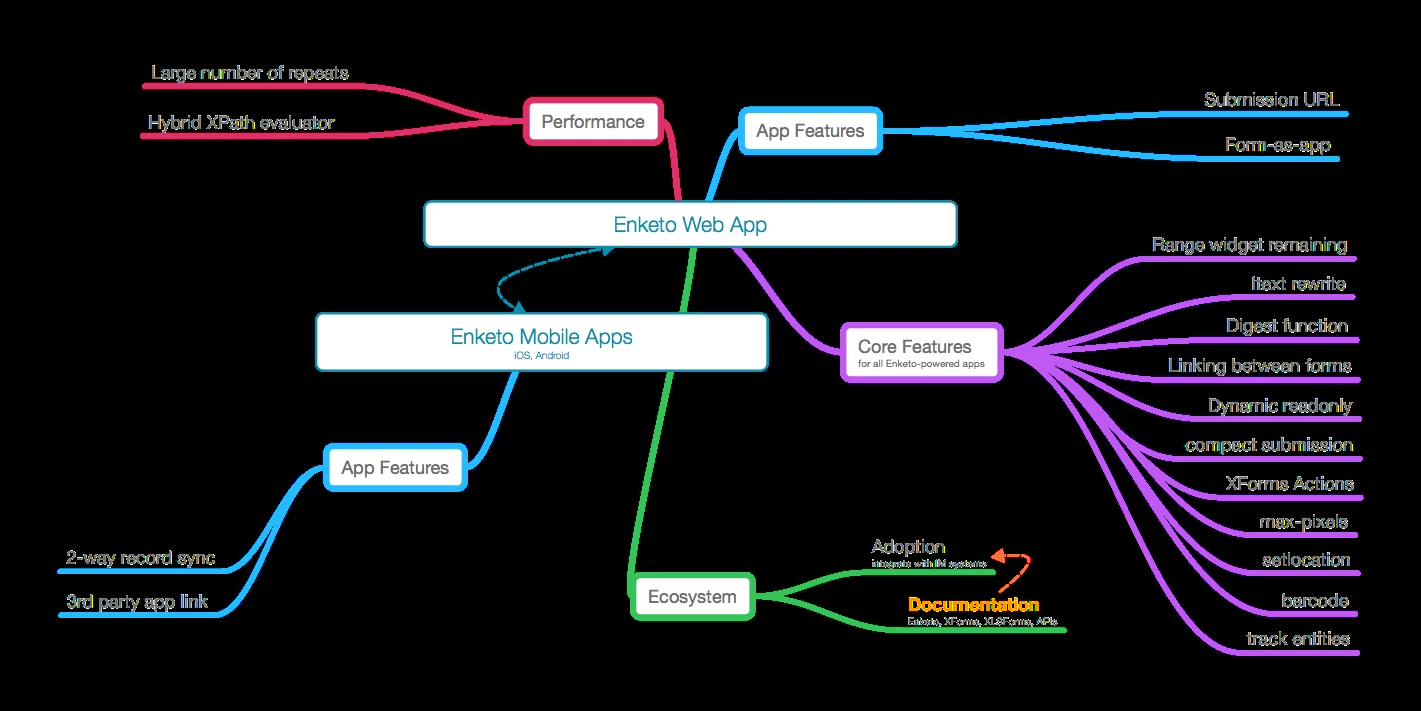 Large number of repeats
Hybrid XPath evaluator
Performance
App Features
Submission URL
Form-as-app
Enketo Web App
Enketo Mobile Apps
iOS, Android
Core Features
for all Enketo-powered apps
Range widget remaining
Itext rewrite
Digest function
Linking between forms
Dynamic readonly
compact submission
XForms Actions
max-pixels
setlocation
barcode
track entities
App Features
2-way record sync
3rd party app link
Ecosystem
Adoption
integrate with IM systems
Documentation
Enketo, XForms, XLSForms, APIs